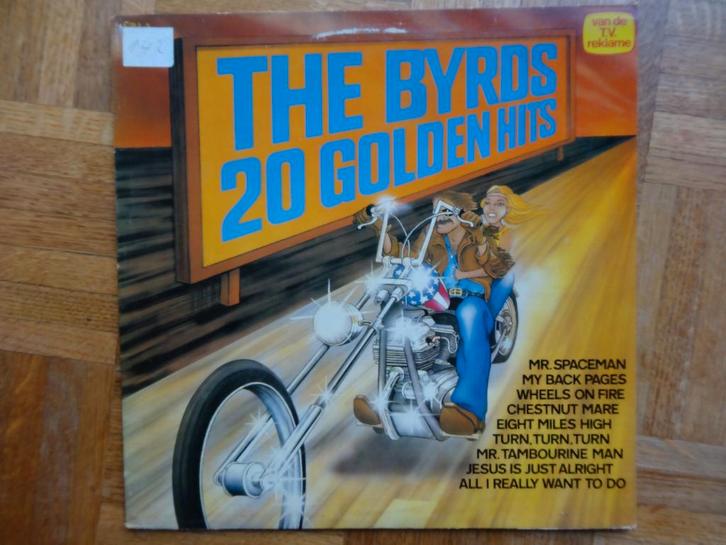 van de
T.V.
reklame
THE BYRDS
20 GOLDEN HITS
MR. SPACEMAN
MY BACK PAGES
WHEELS ON FIRE
CHESTNUT MARE
EIGHT MILES HIGH
TURN, TURN, TURN
MR. TAMBOURINE MAN
JESUS IS JUST ALRIGHT
ALL I REALLY WANT TO DO